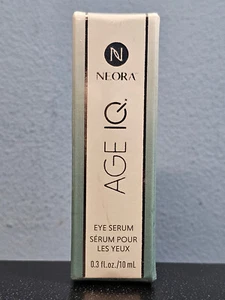 N
NEORA
AGE IQ.
EYE SERUM
SÉRUM POUR
LES YEUX
0.3 fl.oz./10 mL